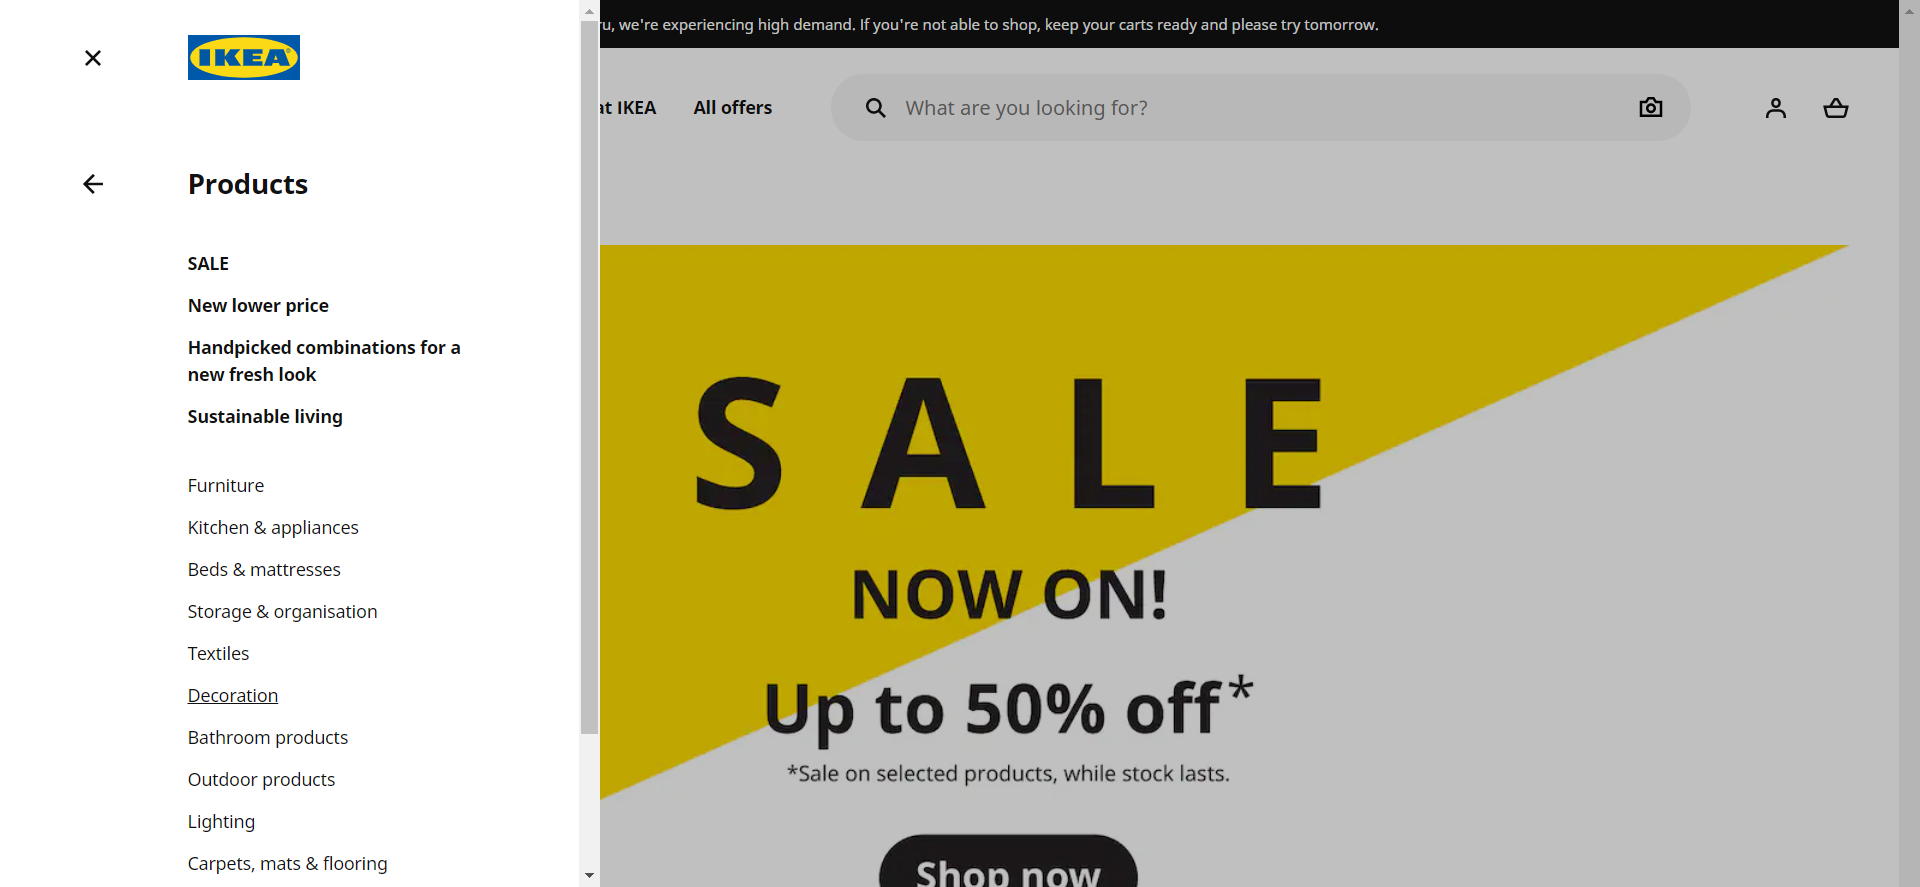 IKEA
Products
SALE
New lower price
Handpicked combinations for a
new fresh look
Sustainable living
Furniture
Kitchen & appliances
Beds & mattresses
Storage & organisation
Textiles
Decoration
Bathroom products
Outdoor products
Lighting
Carpets, mats & flooring
we're experiencing high demand. If you're not able to shop, keep your carts ready and please try tomorrow.
at IKEA
All offers
What are you looking for?
SALE
NOW ON!
Up to 50% off*
*Sale on selected products, while stock lasts.
Shop now